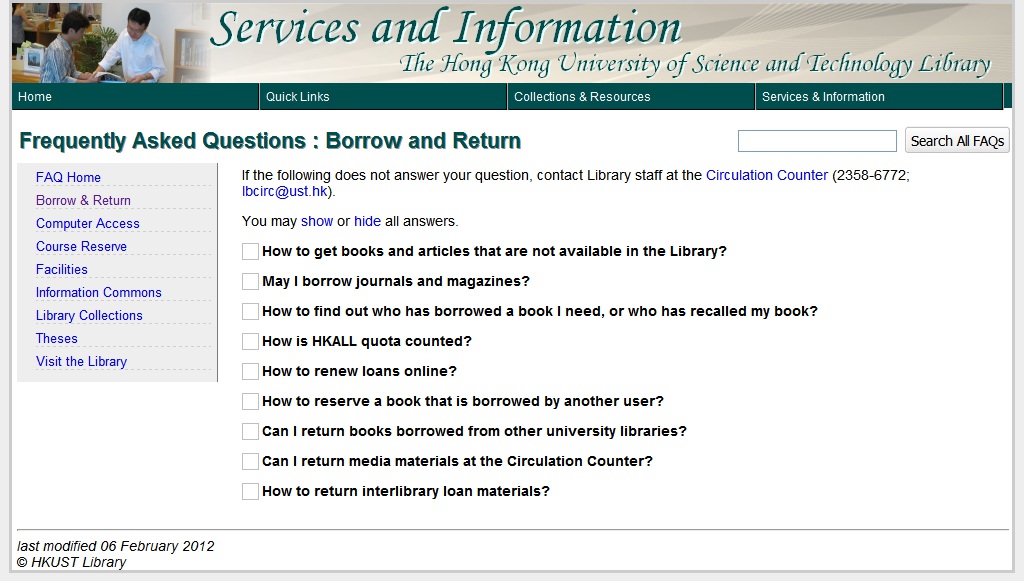 Services and Information
The Hong Kong University of Science and Technology Library
Home
Quick Links
Collections & Resources
Services & Information
Frequently Asked Questions : Borrow and Return
Search All FAQs
FAQ Home
Borrow & Return
Computer Access
Course Reserve
Facilities
Information Commons
Library Collections
Theses
Visit the Library
If the following does not answer your question, contact Library staff at the Circulation Counter (2358-6772;
lbcirc@ust.hk).
You may show or hide all answers.
How to get books and articles that are not available in the Library?
May I borrow journals and magazines?
How to find out who has borrowed a book I need, or who has recalled my book?
How is HKALL quota counted?
How to renew loans online?
How to reserve a book that is borrowed by another user?
Can I return books borrowed from other university libraries?
Can I return media materials at the Circulation Counter?
How to return interlibrary loan materials?
last modified 06 February 2012
© HKUST Library